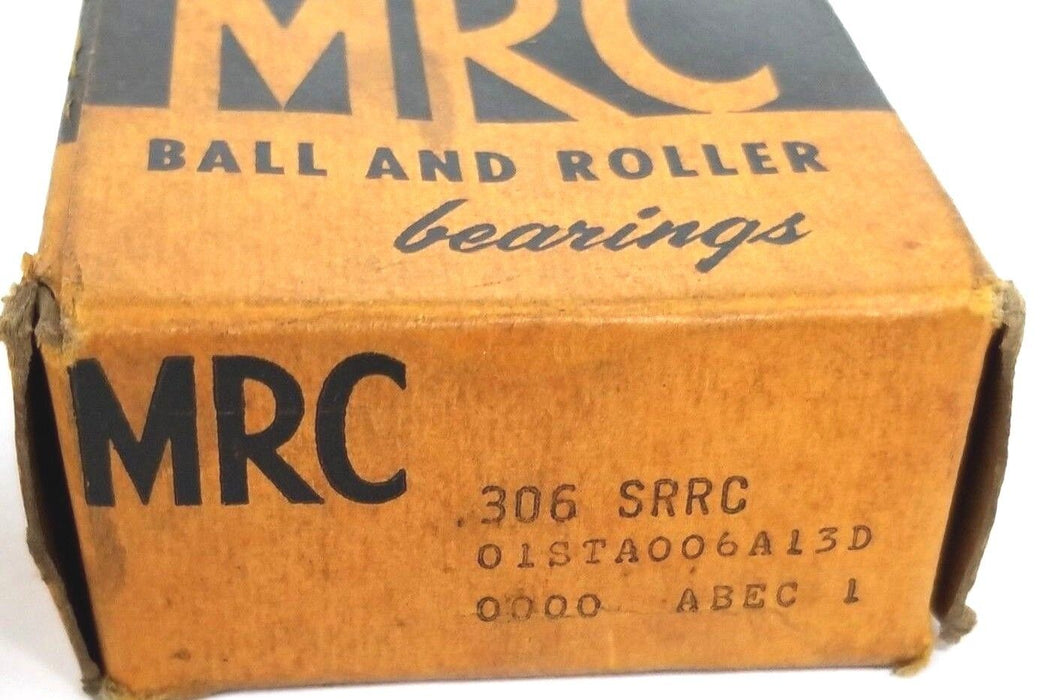 MRC
BALL AND ROLLER
bearings
MRC
306 SRRC
01STA006A13D
0000 ABEC 1